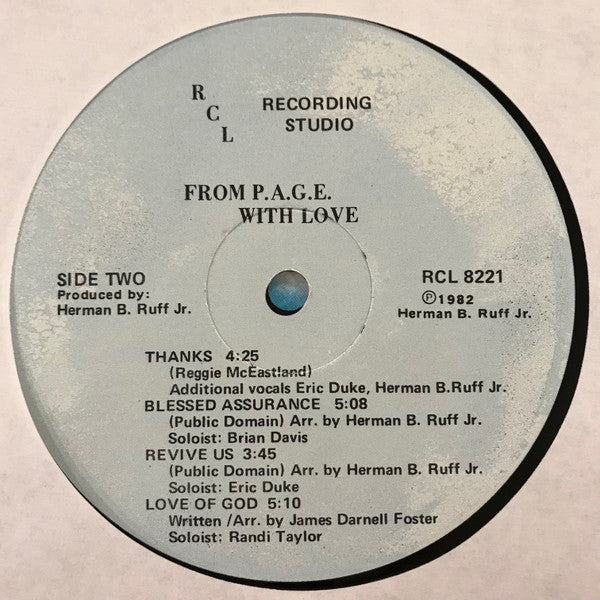 R
C
L
RECORDING
STUDIO
FROM P.A.G.E.
WITH LOVE
SIDE TWO
Produced by:
Herman B. Ruff Jr.
RCL 8221
℗1982
Herman B. Ruff Jr.
THANKS 4:25
(Reggie McEastland)
Additional vocals Eric Duke, Herman B.Ruff Jr.
BLESSED ASSURANCE 5:08
(Public Domain) Arr. by Herman B. Ruff Jr.
Soloist: Brian Davis
REVIVE US 3:45
(Public Domain) Arr. by Herman B. Ruff Jr.
Soloist: Eric Duke
LOVE OF GOD 5:10
Written /Arr. by James Darnell Foster
Soloist: Randi Taylor